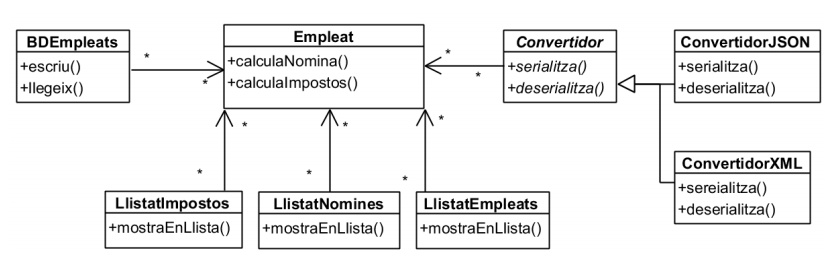 BDEmpleats
+escriu()
+llegeix()
*
*
Empleat
+calculaNomina()
+calculaImpostos()
*
*
Convertidor
+serialitza()
+deserialitza()
ConvertidorJSON
+serialitza()
+deserialitza()
ConvertidorXML
+sereialitza()
+deserialitza()
*
*
*
*
*
*
LlistatImpostos
+mostraEnLlista()
LlistatNomines
+mostraEnLlista()
LlistatEmpleats
+mostraEnLlista()